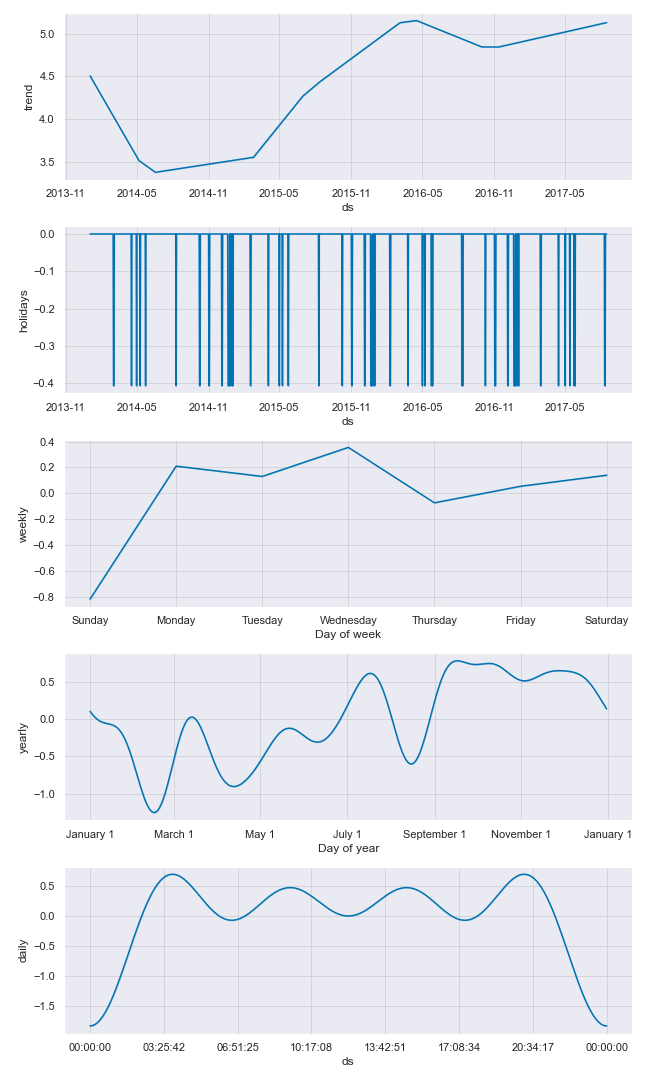 trend
5.0
4.5
4.0
3.5
2013-11 2014-05 2014-11 2015-05 2015-11 2016-05 2016-11 2017-05
ds
holidays
0.0
−0.1
−0.2
−0.3
−0.4
2013-11 2014-05 2014-11 2015-05 2015-11 2016-05 2016-11 2017-05
ds
weekly
0.4
0.2
0.0
−0.2
−0.4
−0.6
−0.8
Sunday Monday Tuesday Wednesday Thursday Friday Saturday
Day of week
yearly
0.5
0.0
−0.5
−1.0
January 1 March 1 May 1 July 1 September 1 November 1 January 1
Day of year
daily
0.5
0.0
−0.5
−1.0
−1.5
00:00:00 03:25:42 06:51:25 10:17:08 13:42:51 17:08:34 20:34:17 00:00:00
ds